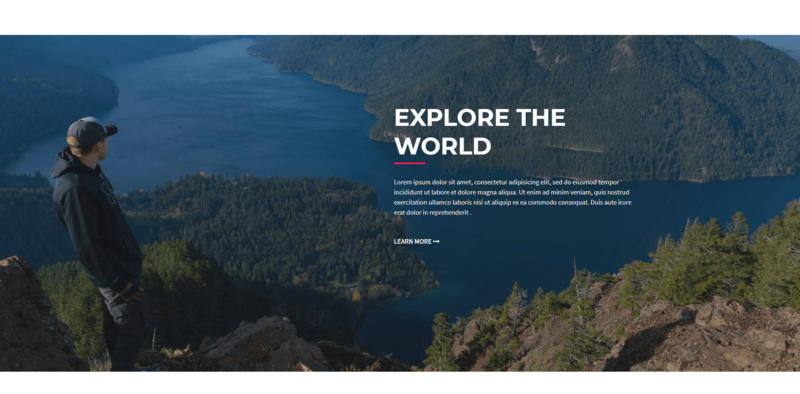 EXPLORE THE
WORLD
Lorem ipsum dolor sit amet, consectetur adipisicing elit, sed do eiusmod tempor
incididunt ut labore et dolore magna aliqua. Ut enim ad minim veniam, quis nostrud
exercitation ullamco laboris nisi ut aliquip ex ea commodo consequat. Duis aute irure
erat dolor in reprehenderit .
LEARN MORE